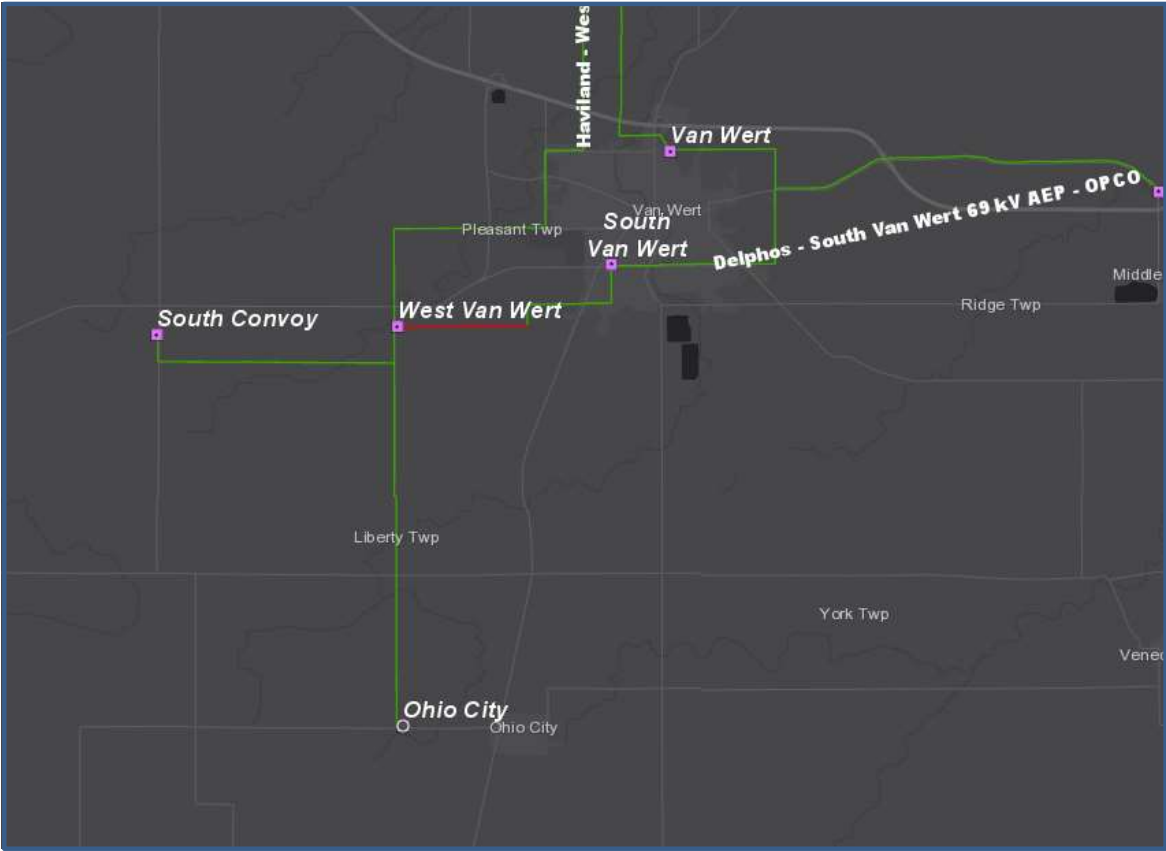 Haviland - Wes
Van Wert
Van Wert
South
Van Wert
Pleasant Twp
Delphos - South Van Wert 69 kV AEP - OPCO
Middle
Ridge Twp
West Van Wert
South Convoy
Liberty Twp
York Twp
Vened
Ohio City
Ohio City